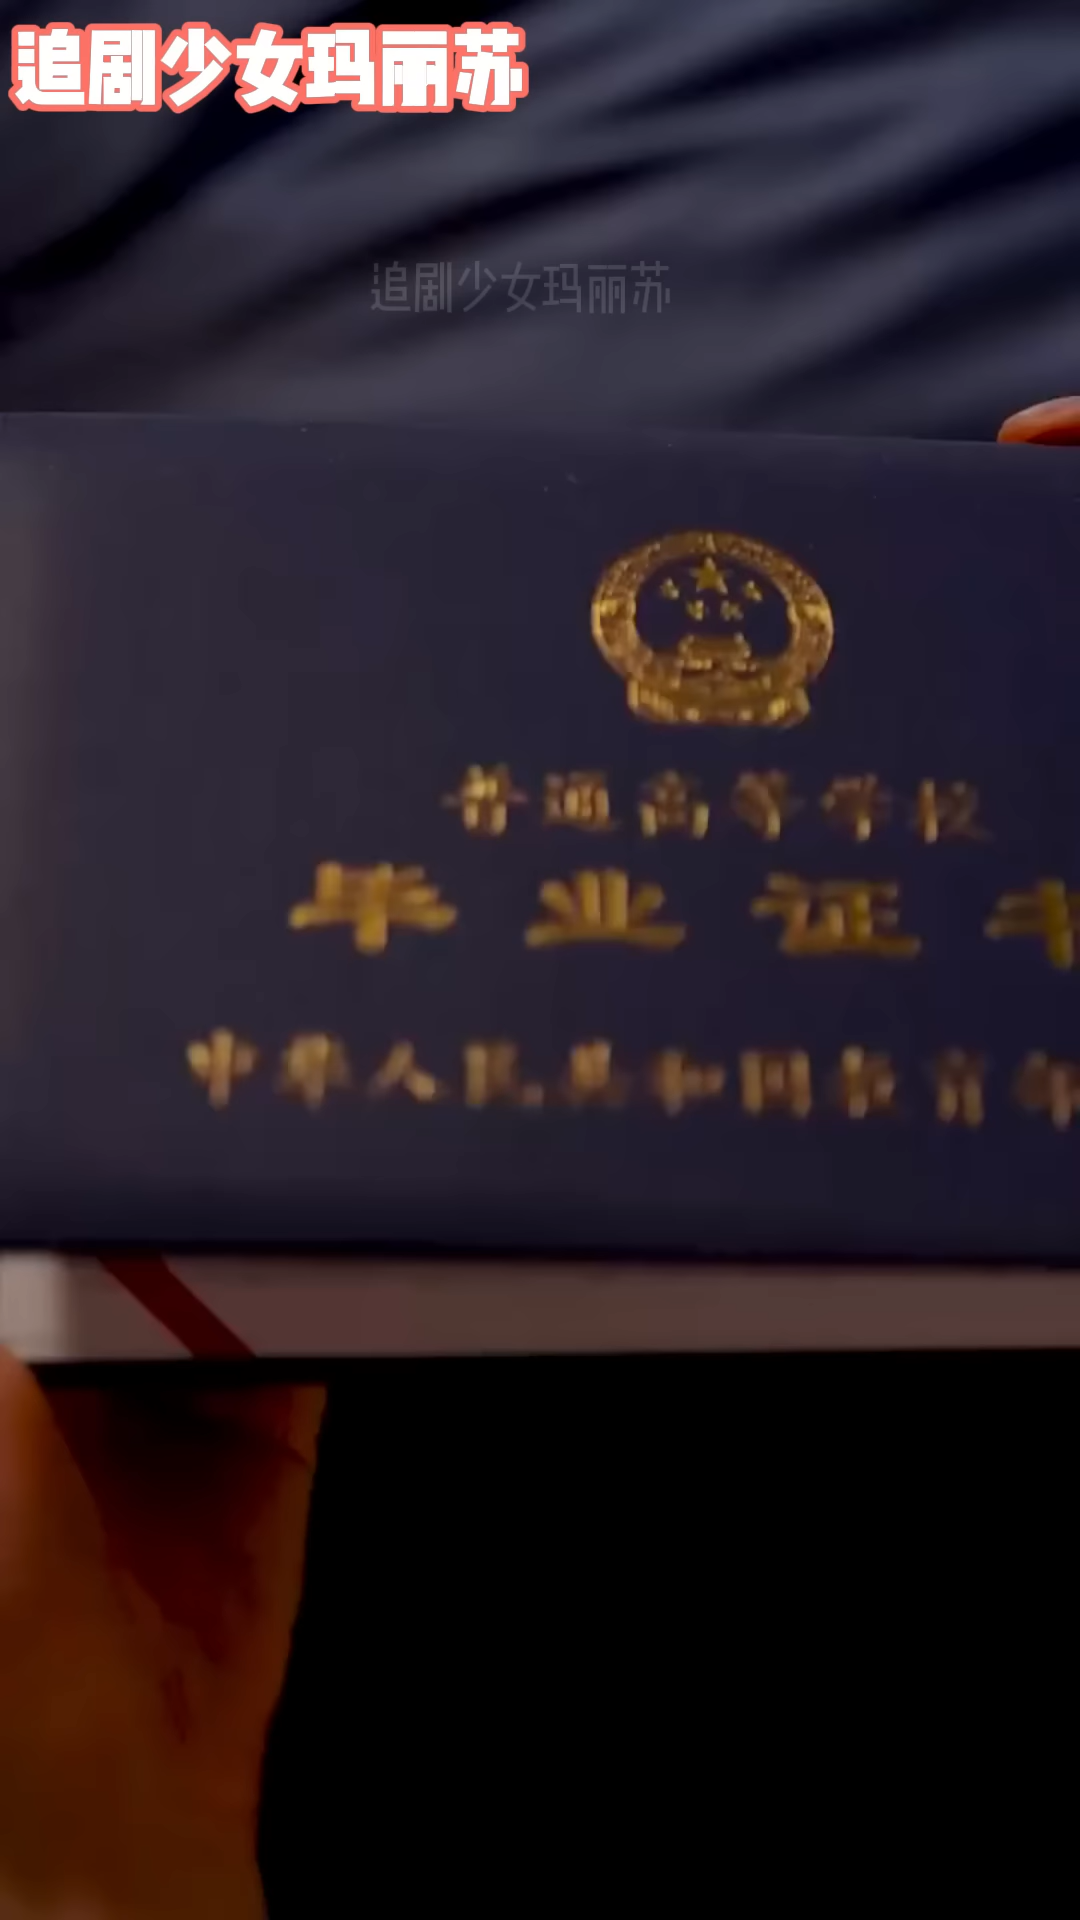 追剧少女玛丽苏
追剧少女玛丽苏
普通高等学校
毕业证
中华人民共和国教育